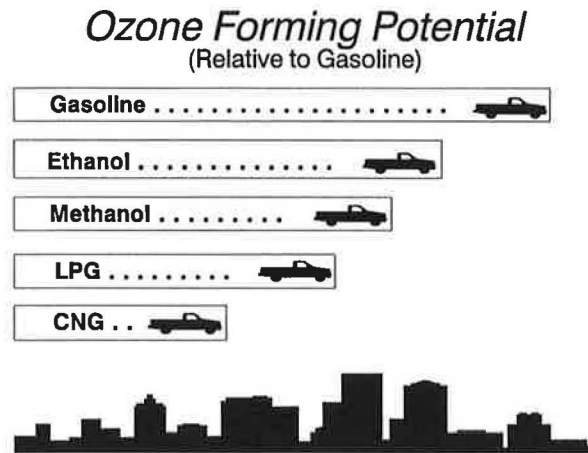 Ozone Forming Potential
(Relative to Gasoline)
Gasoline . . . . . . . . . . . . . . . . . . . . . .
Ethanol . . . . . . . . . . . . . . .
Methanol . . . . . . . . .
LPG . . . . . . . .
CNG . .